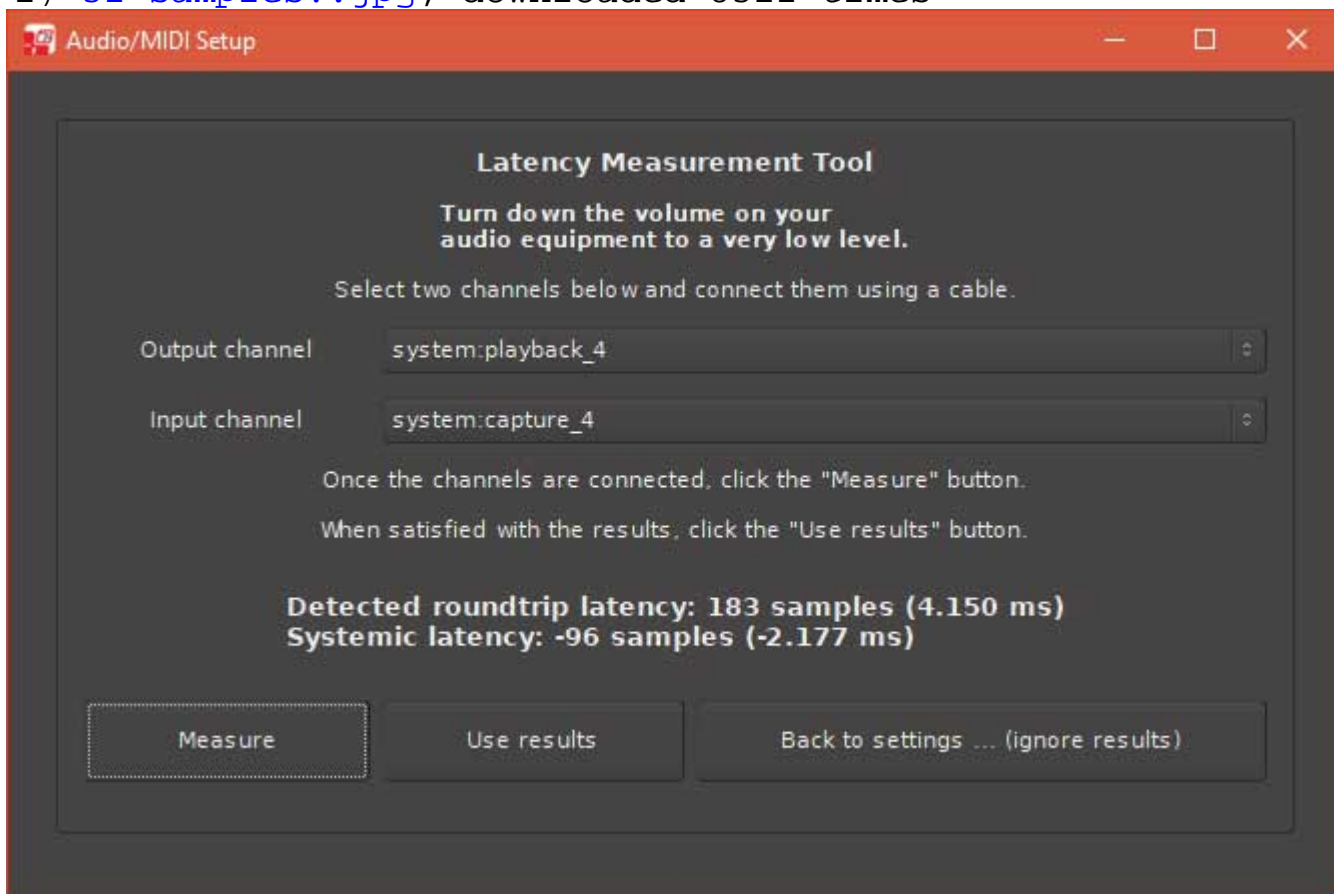 samples..jpg, downloaded times
Audio/MIDI Setup
Latency Measurement Tool
Turn down the volume on your
audio equipment to a very low level.
Select two channels below and connect them using a cable.
Output channel system:playback_4
Input channel system:capture_4
Once the channels are connected, click the "Measure" button.
When satisfied with the results, click the "Use results" button.
Detected roundtrip latency: 183 samples (4.150 ms)
Systemic latency: -96 samples (-2.177 ms)
Measure Use results Back to settings ... (ignore results)